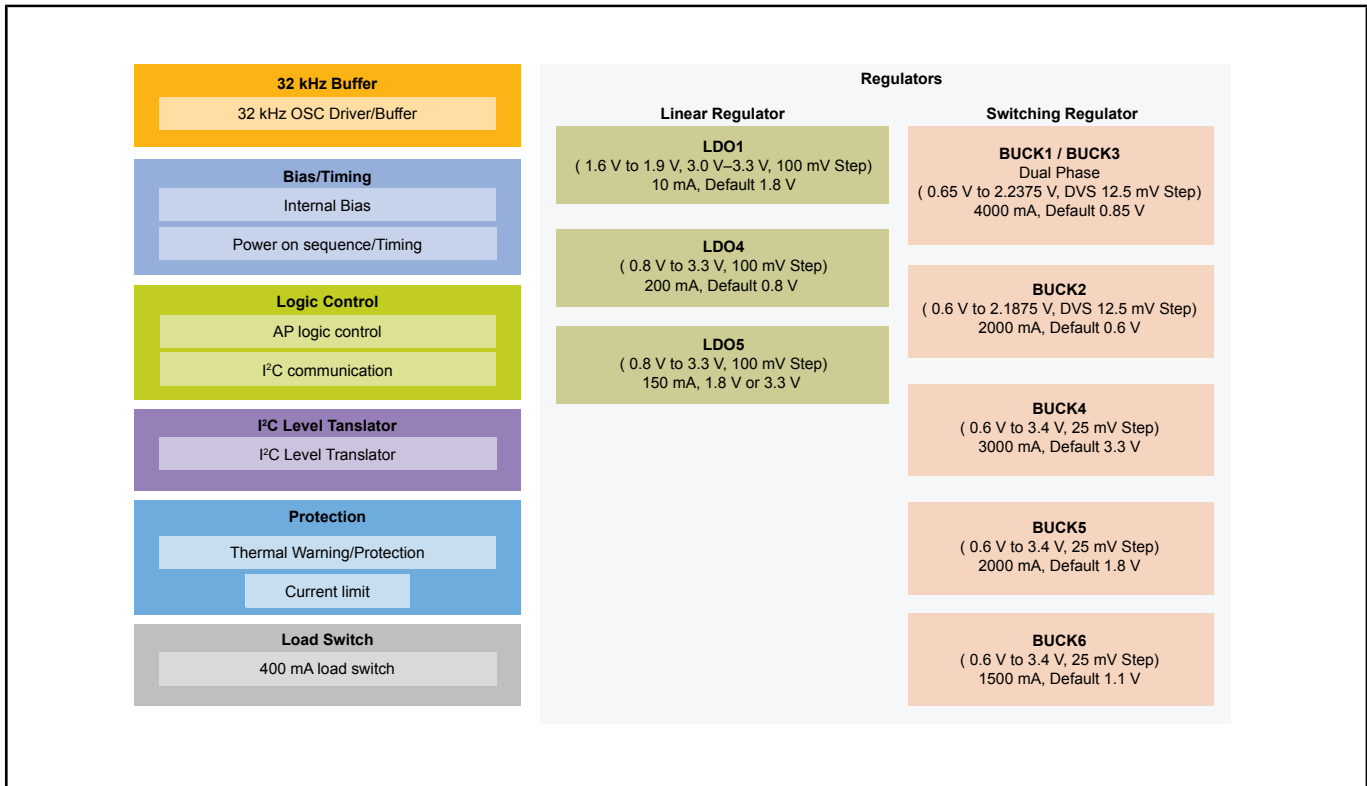 32 kHz Buffer
32 kHz OSC Driver/Buffer
Bias/Timing
Internal Bias
Power on sequence/Timing
Logic Control
AP logic control
I²C communication
I²C Level Tanslator
I²C Level Translator
Protection
Thermal Warning/Protection
Current limit
Load Switch
400 mA load switch
Regulators
Linear Regulator
LDO1
( 1.6 V to 1.9 V, 3.0 V–3.3 V, 100 mV Step)
10 mA, Default 1.8 V
LDO4
( 0.8 V to 3.3 V, 100 mV Step)
200 mA, Default 0.8 V
LDO5
( 0.8 V to 3.3 V, 100 mV Step)
150 mA, 1.8 V or 3.3 V
Switching Regulator
BUCK1 / BUCK3
Dual Phase
( 0.65 V to 2.2375 V, DVS 12.5 mV Step)
4000 mA, Default 0.85 V
BUCK2
( 0.6 V to 2.1875 V, DVS 12.5 mV Step)
2000 mA, Default 0.6 V
BUCK4
( 0.6 V to 3.4 V, 25 mV Step)
3000 mA, Default 3.3 V
BUCK5
( 0.6 V to 3.4 V, 25 mV Step)
2000 mA, Default 1.8 V
BUCK6
( 0.6 V to 3.4 V, 25 mV Step)
1500 mA, Default 1.1 V